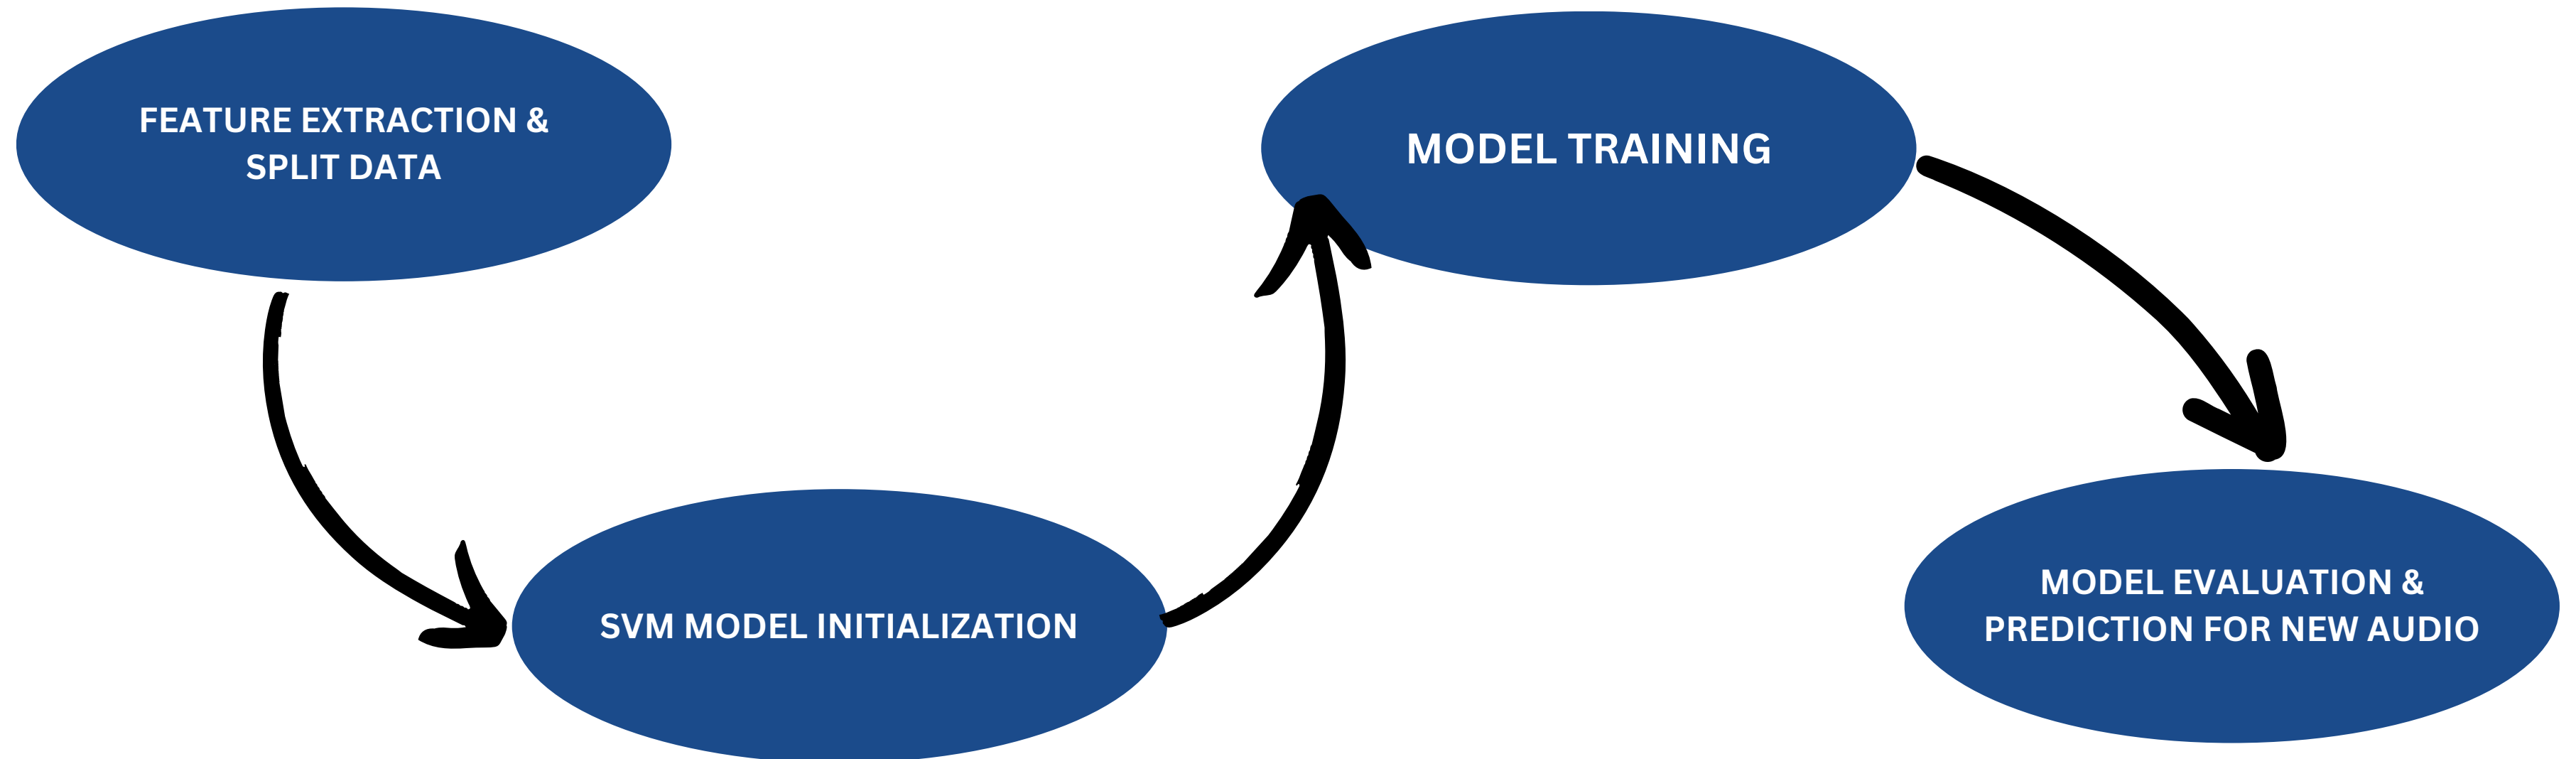 FEATURE EXTRACTION &
SPLIT DATA
SVM MODEL INITIALIZATION
MODEL TRAINING
MODEL EVALUATION &
PREDICTION FOR NEW AUDIO